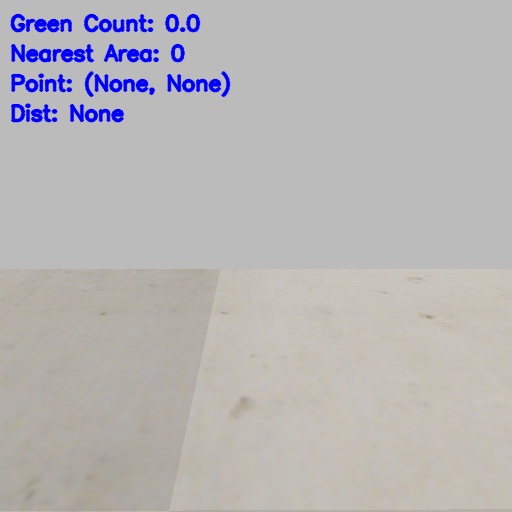 Green Count: 0.0
Nearest Area: 0
Point: (None, None)
Dist: None